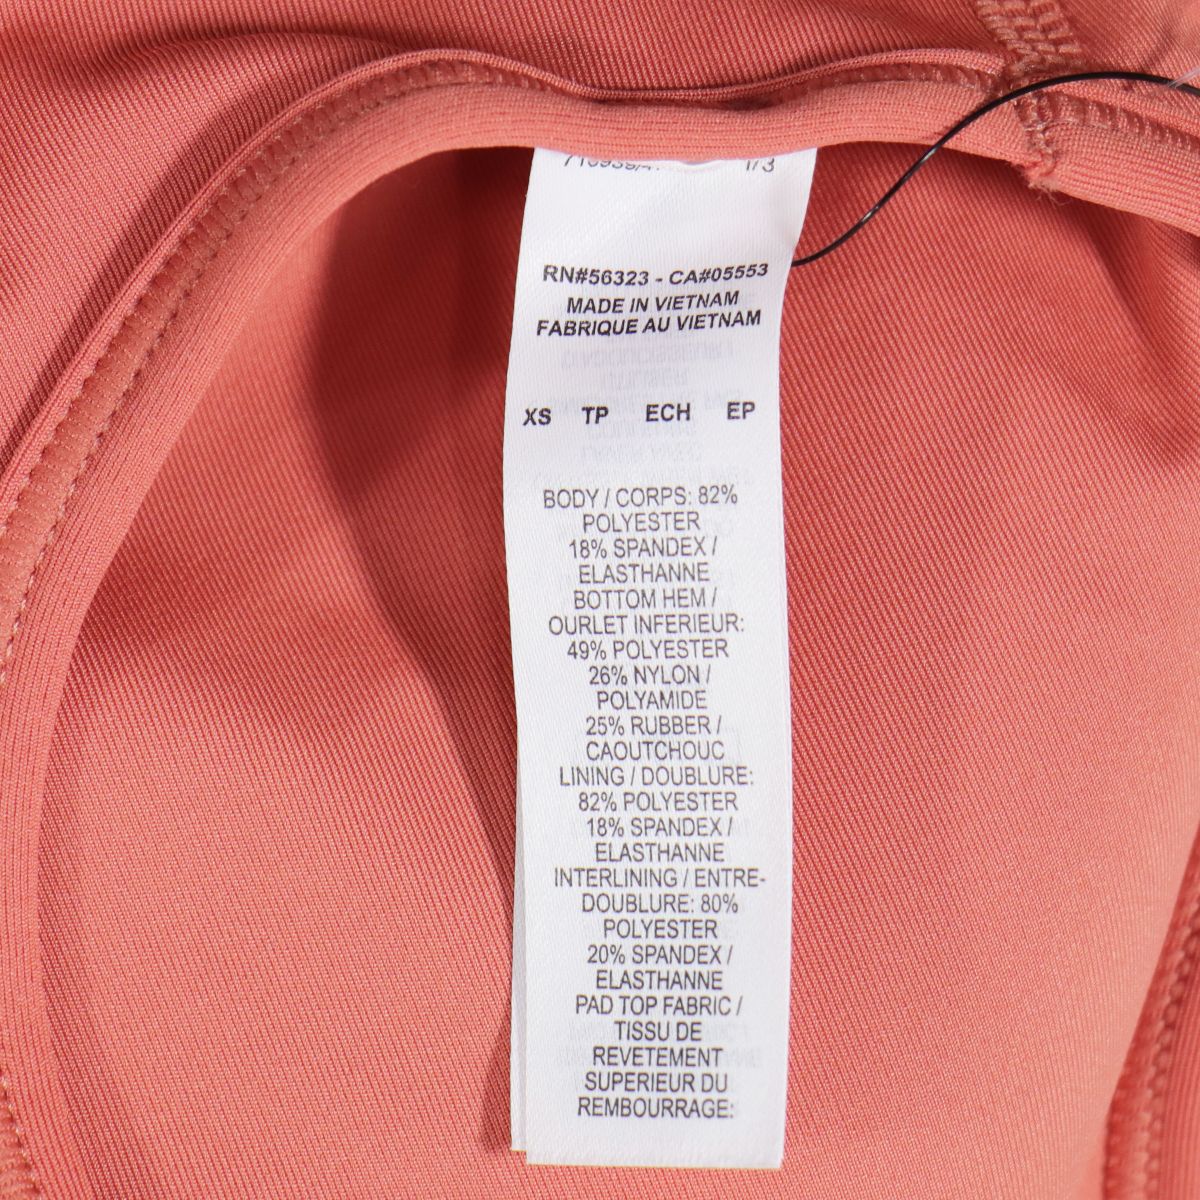 1/3
RN#56323 - CA#05553
MADE IN VIETNAM
FABRIQUE AU VIETNAM
XS TP ECH EP
BODY / CORPS: 82%
POLYESTER
18% SPANDEX /
ELASTHANNE
BOTTOM HEM /
OURLET INFERIEUR:
49% POLYESTER
26% NYLON /
POLYAMIDE
25% RUBBER /
CAOUTCHOUC
LINING / DOUBLURE:
82% POLYESTER
18% SPANDEX /
ELASTHANNE
INTERLINING / ENTRE-
DOUBLURE: 80%
POLYESTER
20% SPANDEX /
ELASTHANNE
PAD TOP FABRIC /
TISSU DE
REVETEMENT
SUPERIEUR DU
REMBOURRAGE: